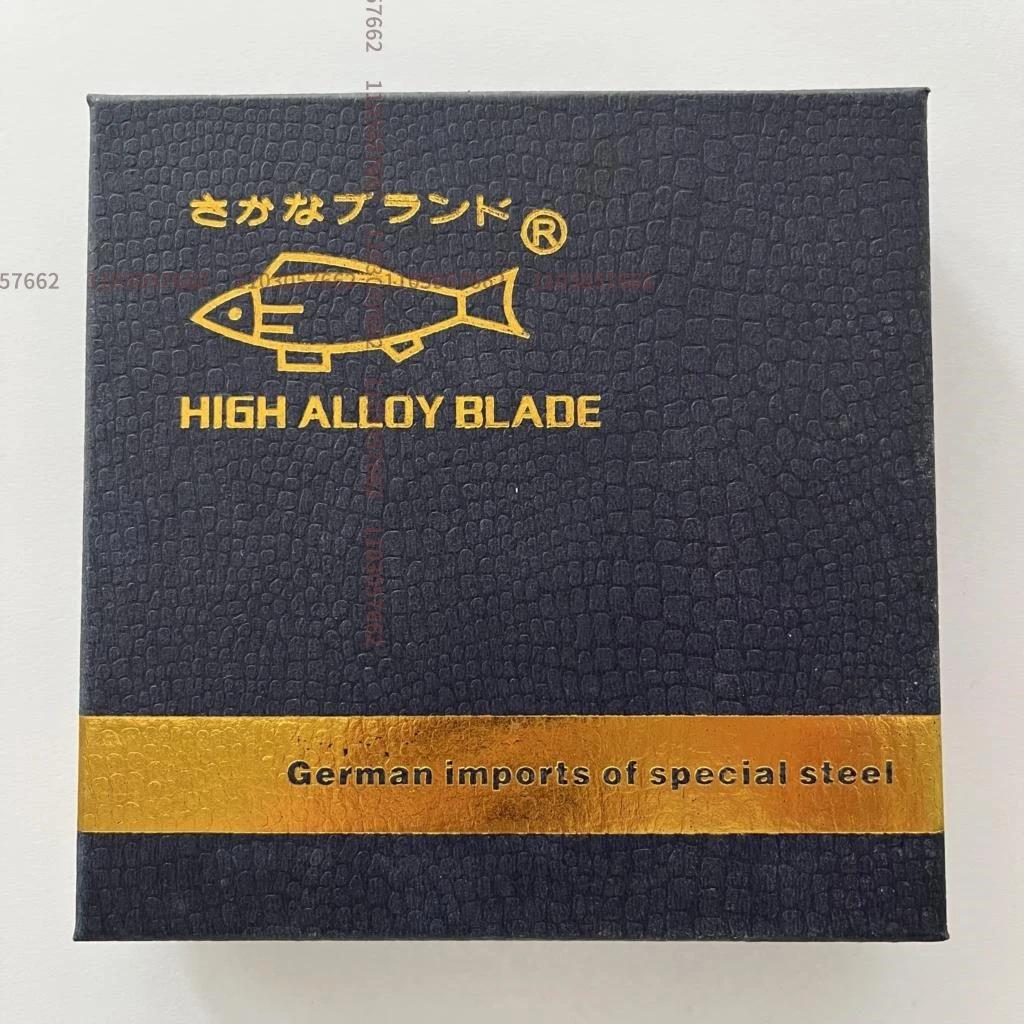 さかなブランド®
HIGH ALLOY BLADE
German imports of special steel